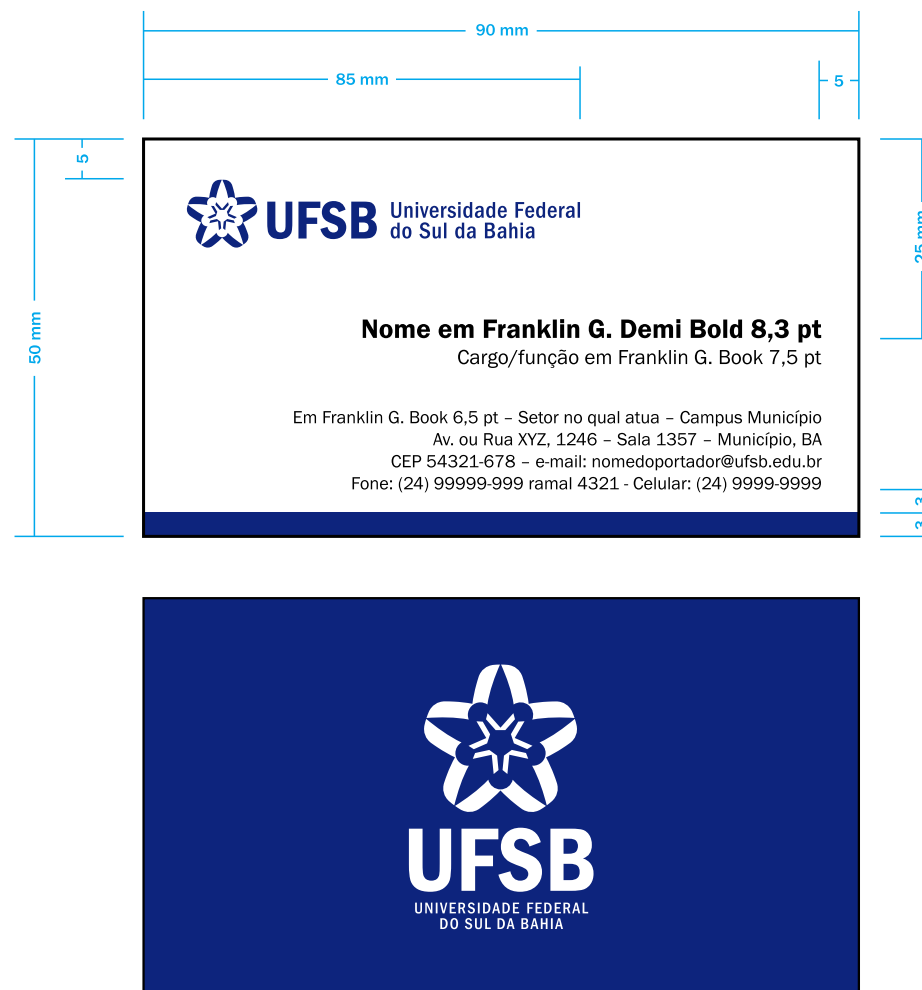 90 mm
85 mm
5
5
50 mm
25 mm
UFSB
Universidade Federal
do Sul da Bahia
Nome em Franklin G. Demi Bold 8,3 pt
Cargo/função em Franklin G. Book 7,5 pt
Em Franklin G. Book 6,5 pt – Setor no qual atua – Campus Município
Av. ou Rua XYZ, 1246 – Sala 1357 – Município, BA
CEP 54321-678 – e-mail: nomedoportador@ufsb.edu.br
Fone: (24) 99999-999 ramal 4321 - Celular: (24) 9999-9999
3
3
UFSB
UNIVERSIDADE FEDERAL
DO SUL DA BAHIA